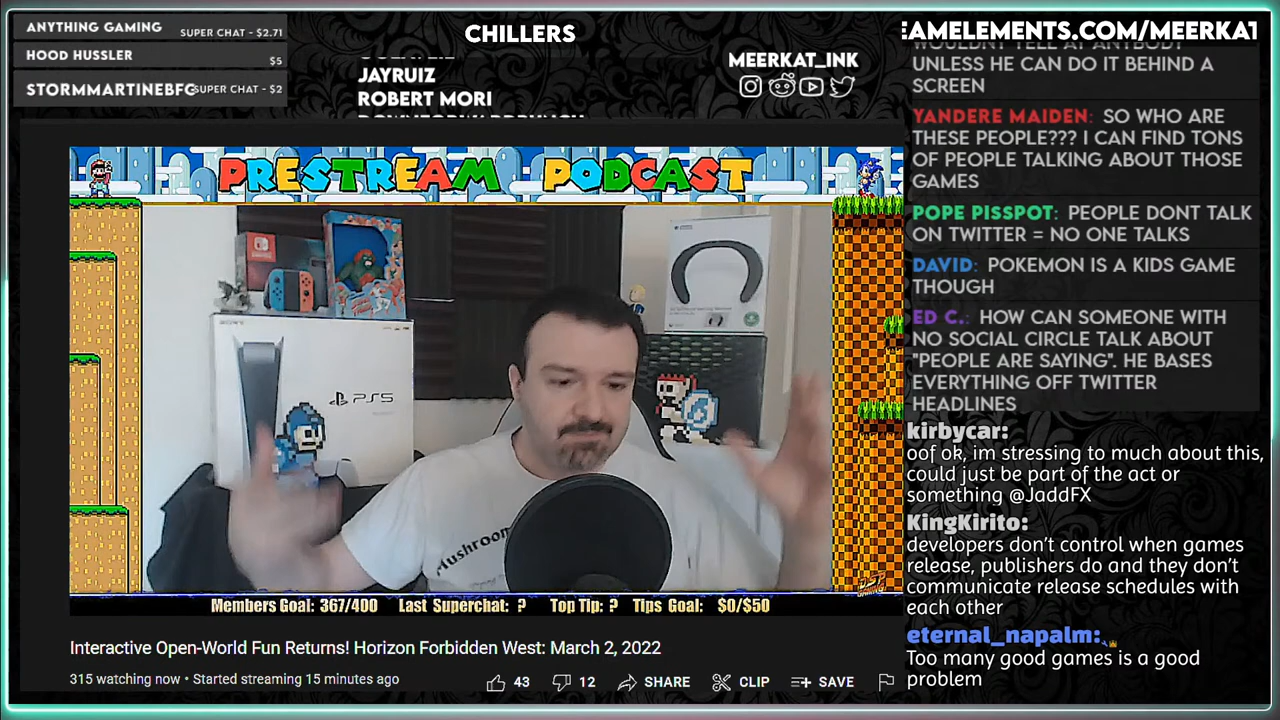 ANYTHING GAMING SUPER CHAT - $2.71
HOOD HUSSLER $5
STORMMARTINEBFG SUPER CHAT - $2
CHILLERS
JAYRUIZ
ROBERT MORI
MEERKAT_INK
EAMELEMENTS.COM/MEERKAT
WOULDNT TELL AT ANYBODY
UNLESS HE CAN DO IT BEHIND A
SCREEN
YANDERE MAIDEN: SO WHO ARE
THESE PEOPLE??? I CAN FIND TONS
OF PEOPLE TALKING ABOUT THOSE
GAMES
POPE PISSPOT: PEOPLE DONT TALK
ON TWITTER = NO ONE TALKS
DAVID: POKEMON IS A KIDS GAME
THOUGH
ED C.: HOW CAN SOMEONE WITH
NO SOCIAL CIRCLE TALK ABOUT
"PEOPLE ARE SAYING". HE BASES
EVERYTHING OFF TWITTER
HEADLINES
kirbycar:
oof ok, im stressing to much about this,
could just be part of the act or
something @JaddFX
KingKirito:
developers don't control when games
release, publishers do and they don't
communicate release schedules with
each other
eternal_napalm:
Too many good games is a good
problem
PRESTREAM PODCAST
SONY
PS5
Mushroom
Members Goal: 367/400 Last Superchat: ? Top Tip: ? Tips Goal: $0/$50
Interactive Open-World Fun Returns! Horizon Forbidden West: March 2, 2022
315 watching now • Started streaming 15 minutes ago
43 12 SHARE CLIP SAVE